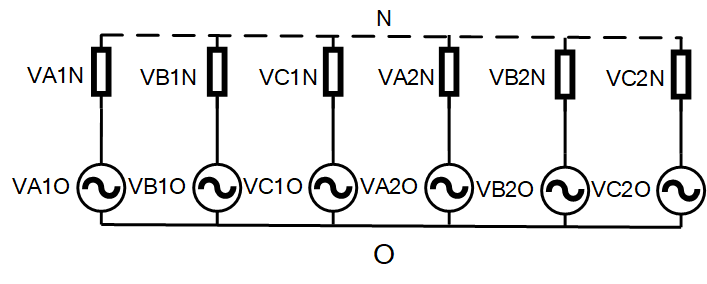 N
VA1N VB1N VC1N VA2N VB2N VC2N
VA1O VB1O VC1O VA2O VB2O VC2O
O